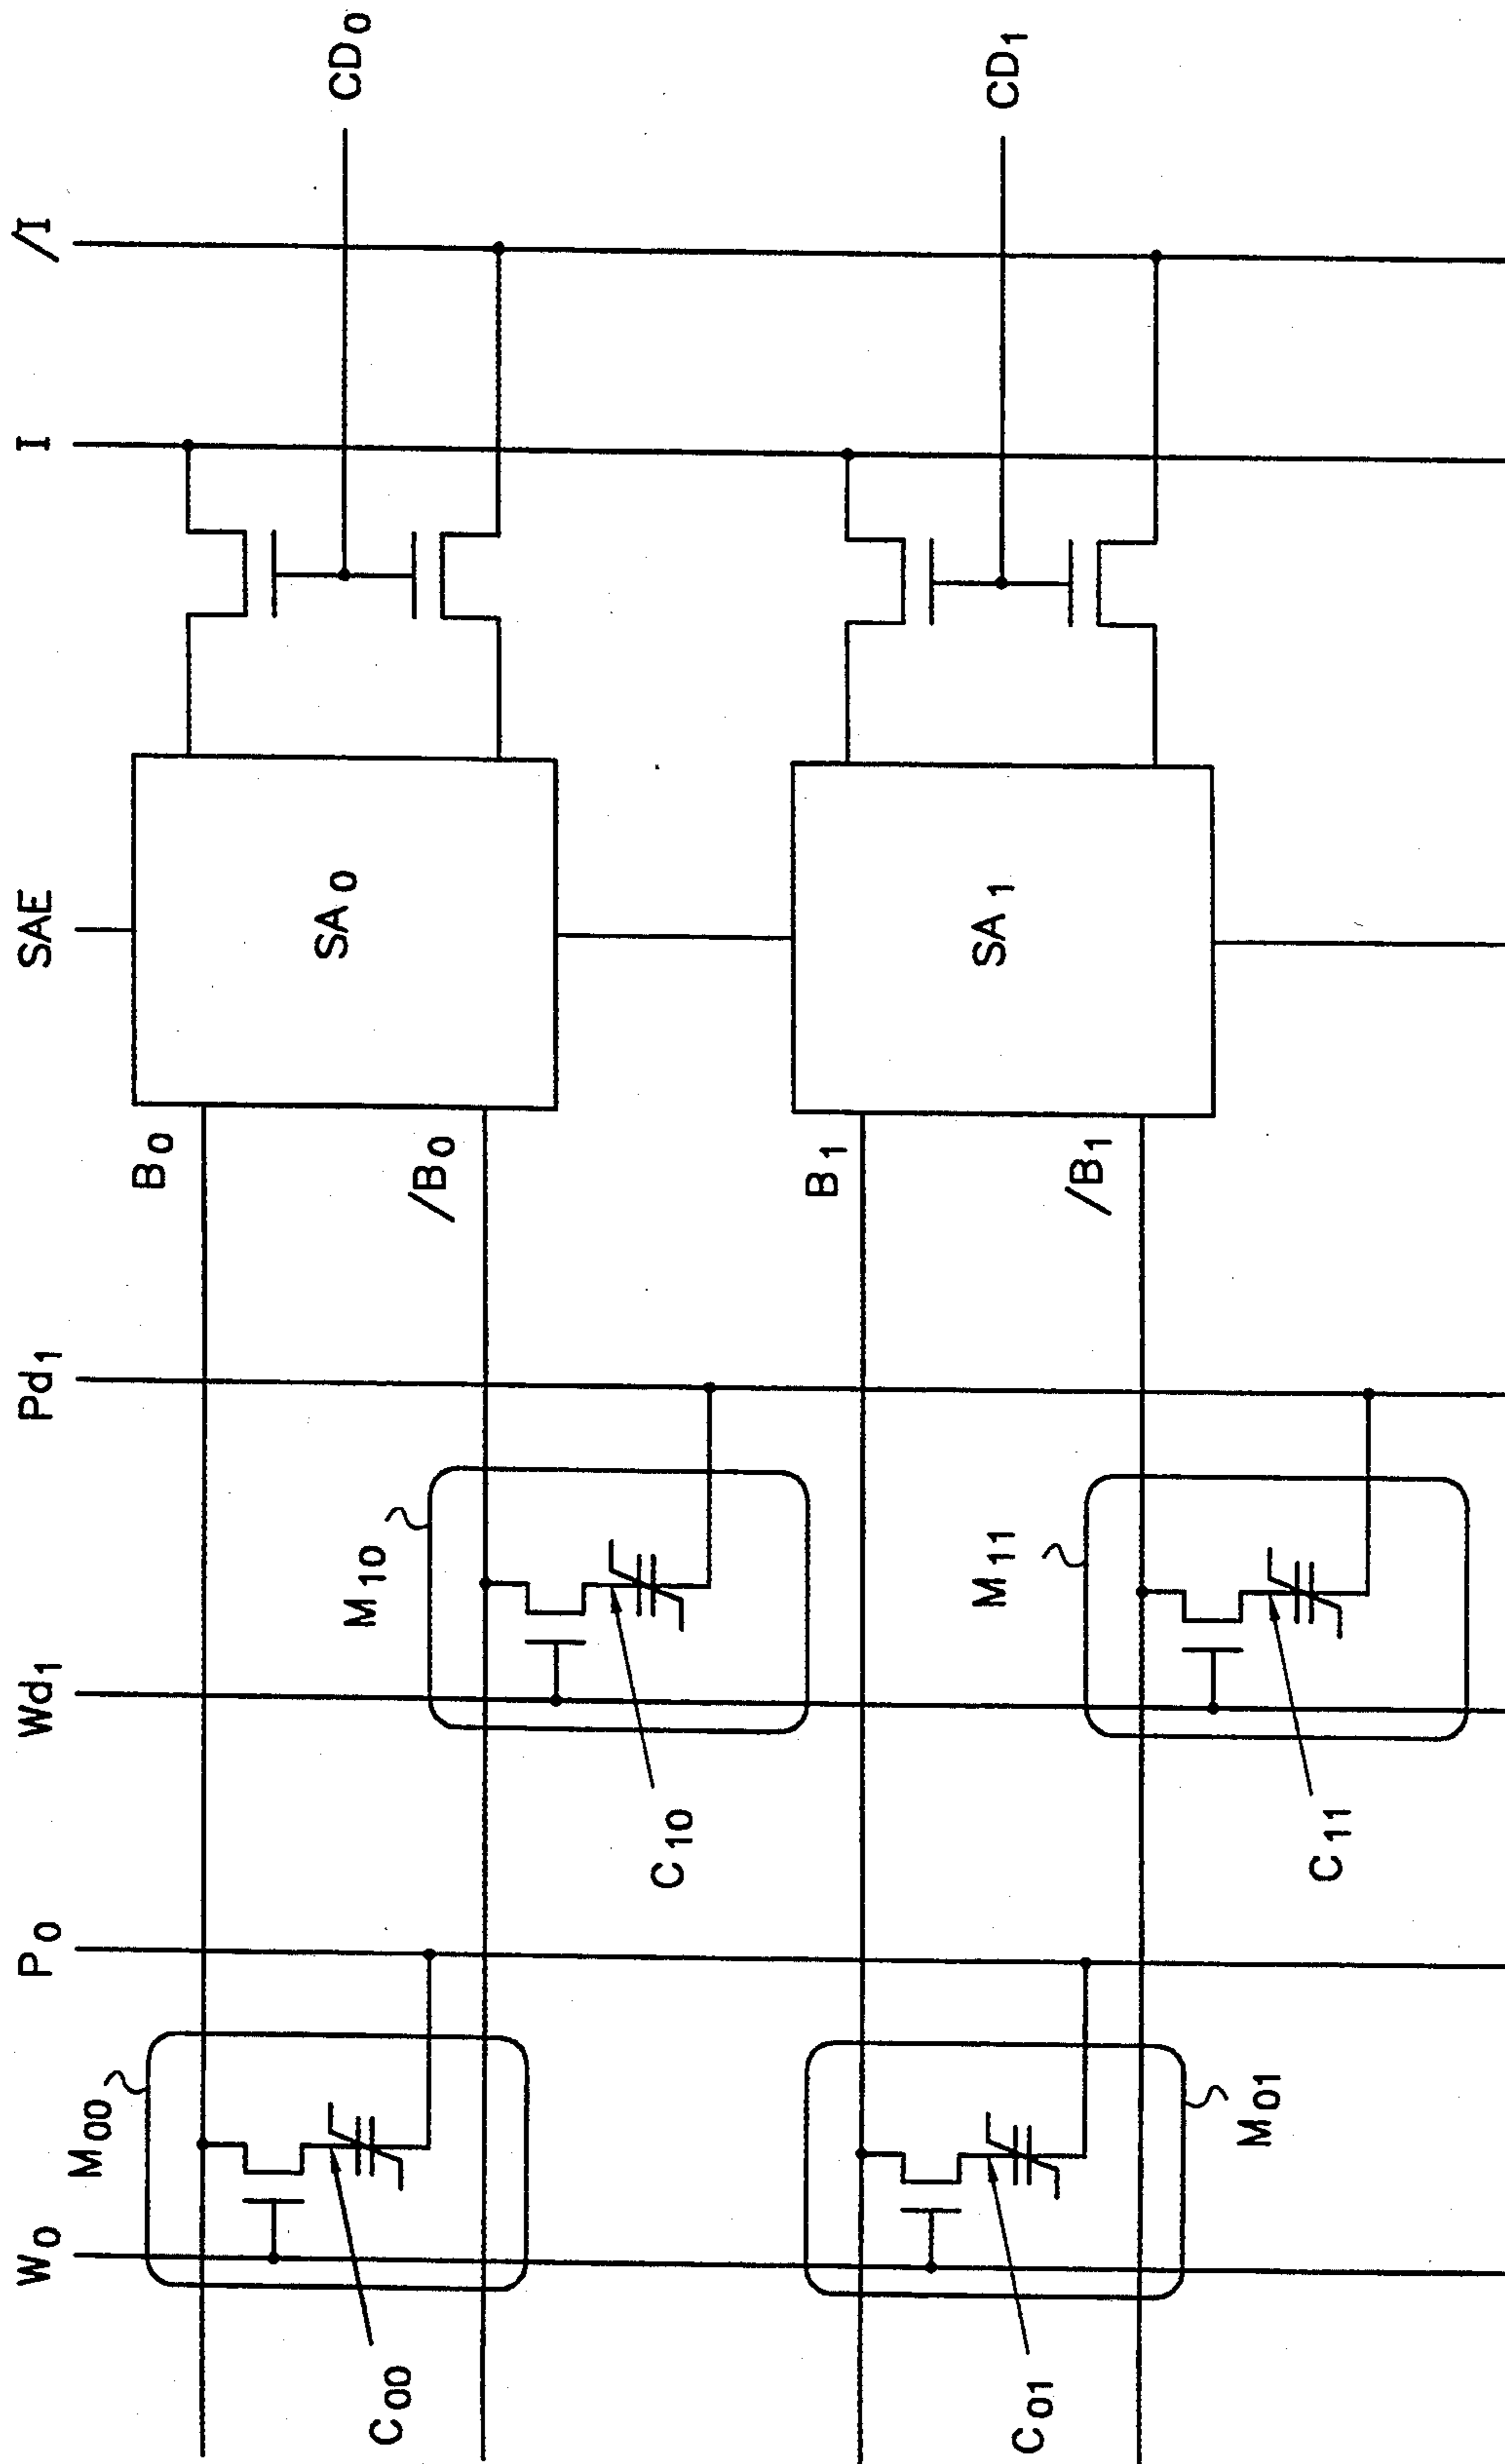 W₀
P₀
Wd₁
Pd₁
SAE
I
/I
M₀₀
C₀₀
M₁₀
C₁₀
B₀
/B₀
SA₀
CD₀
M₀₁
C₀₁
M₁₁
C₁₁
B₁
/B₁
SA₁
CD₁